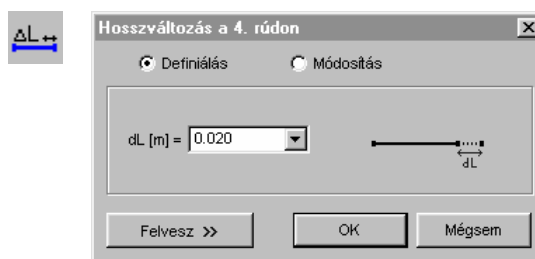 ΔL
Hosszváltozás a 4. rúdon
Definiálás Módosítás
dL [m] = 0.020
dL
Felvesz >> OK Mégsem